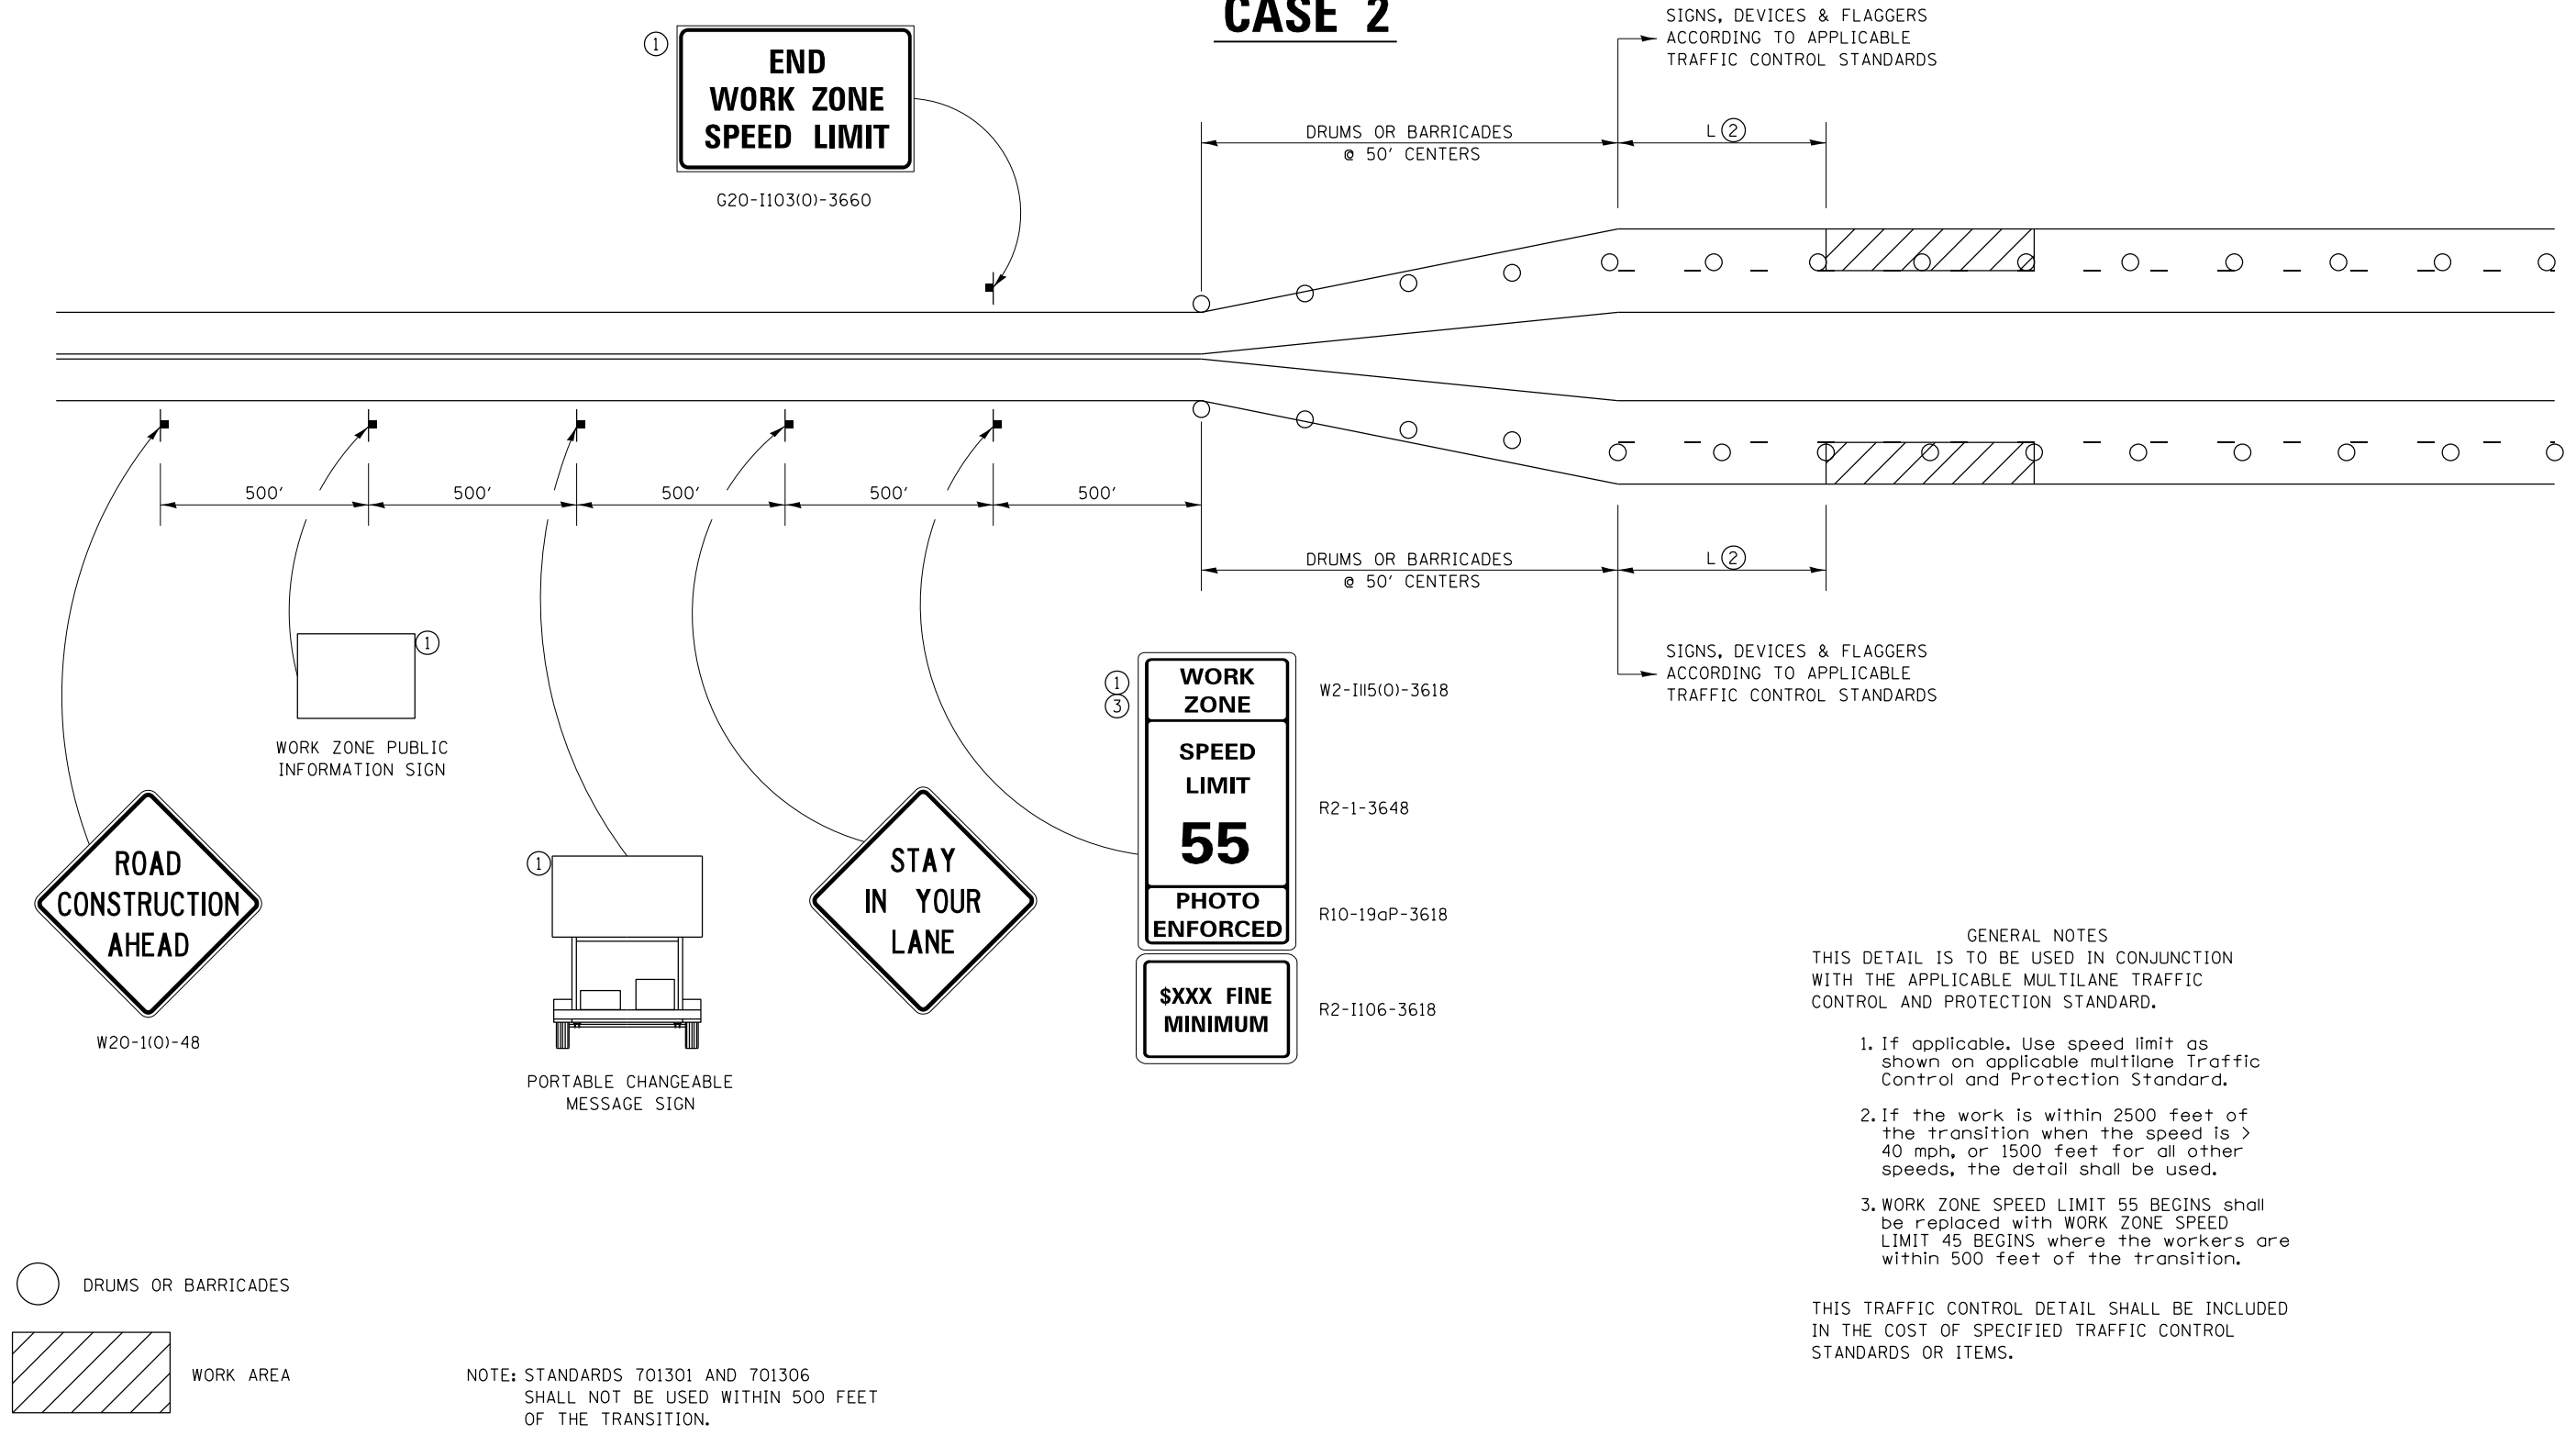 CASE 2
SIGNS, DEVICES & FLAGGERS
ACCORDING TO APPLICABLE
TRAFFIC CONTROL STANDARDS
1
END
WORK ZONE
SPEED LIMIT
G20-I103(O)-3660
DRUMS OR BARRICADES
@ 50' CENTERS
L 2
500'
500'
500'
500'
500'
DRUMS OR BARRICADES
@ 50' CENTERS
L 2
SIGNS, DEVICES & FLAGGERS
ACCORDING TO APPLICABLE
TRAFFIC CONTROL STANDARDS
1
WORK ZONE PUBLIC
INFORMATION SIGN
ROAD
CONSTRUCTION
AHEAD
W20-1(O)-48
1
PORTABLE CHANGEABLE
MESSAGE SIGN
STAY
IN YOUR
LANE
1
3
WORK
ZONE
W2-I115(O)-3618
SPEED
LIMIT
55
R2-1-3648
PHOTO
ENFORCED
R10-19aP-3618
$XXX FINE
MINIMUM
R2-I106-3618
GENERAL NOTES
THIS DETAIL IS TO BE USED IN CONJUNCTION
WITH THE APPLICABLE MULTILANE TRAFFIC
CONTROL AND PROTECTION STANDARD.
1. If applicable. Use speed limit as
shown on applicable multilane Traffic
Control and Protection Standard.
2. If the work is within 2500 feet of
the transition when the speed is >
40 mph, or 1500 feet for all other
speeds, the detail shall be used.
3. WORK ZONE SPEED LIMIT 55 BEGINS shall
be replaced with WORK ZONE SPEED
LIMIT 45 BEGINS where the workers are
within 500 feet of the transition.
THIS TRAFFIC CONTROL DETAIL SHALL BE INCLUDED
IN THE COST OF SPECIFIED TRAFFIC CONTROL
STANDARDS OR ITEMS.
DRUMS OR BARRICADES
WORK AREA
NOTE: STANDARDS 701301 AND 701306
SHALL NOT BE USED WITHIN 500 FEET
OF THE TRANSITION.